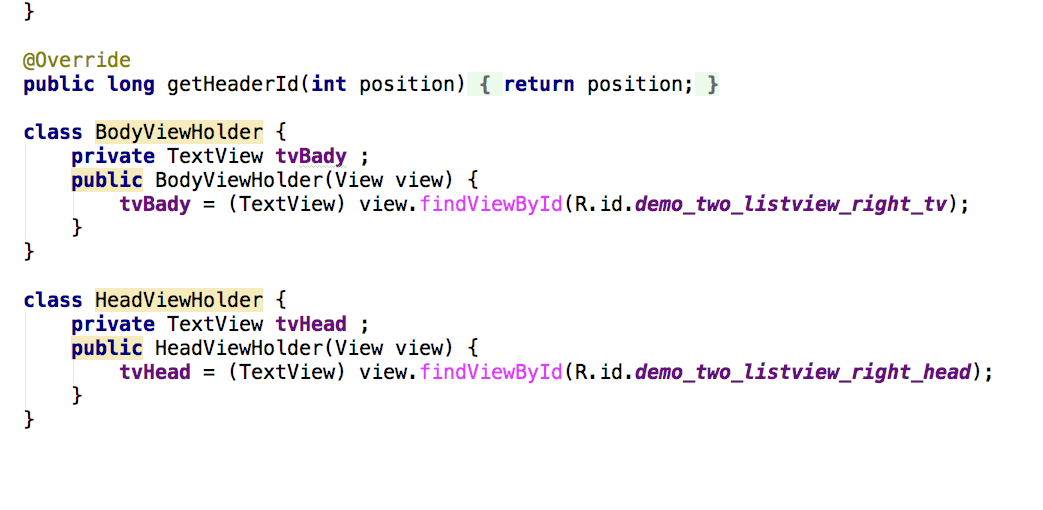 }
@Override
public long getHeaderId(int position) { return position; }
class BodyViewHolder {
private TextView tvBady ;
public BodyViewHolder(View view) {
tvBady = (TextView) view.findViewById(R.id.demo_two_listview_right_tv);
}
}
class HeadViewHolder {
private TextView tvHead ;
public HeadViewHolder(View view) {
tvHead = (TextView) view.findViewById(R.id.demo_two_listview_right_head);
}
}